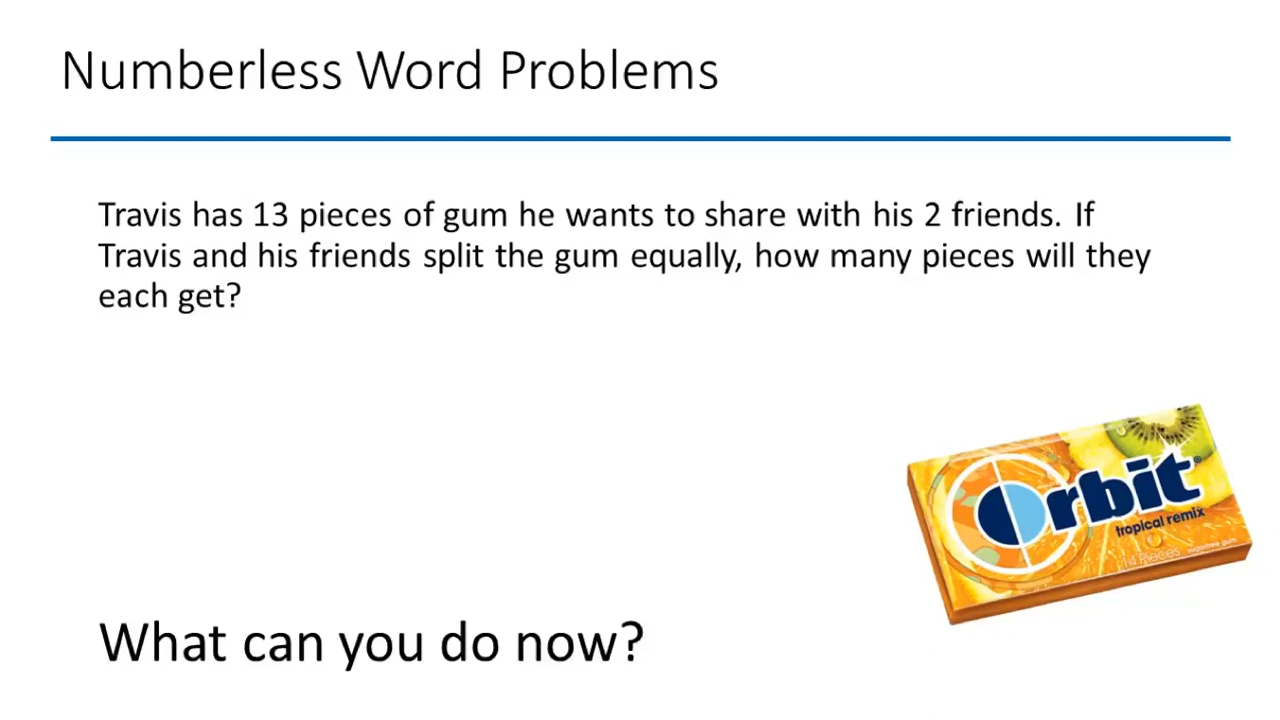 Numberless Word Problems
Travis has 13 pieces of gum he wants to share with his 2 friends. If
Travis and his friends split the gum equally, how many pieces will they
each get?
Orbit®
tropical remix
14 Pieces sugarfree gum
What can you do now?